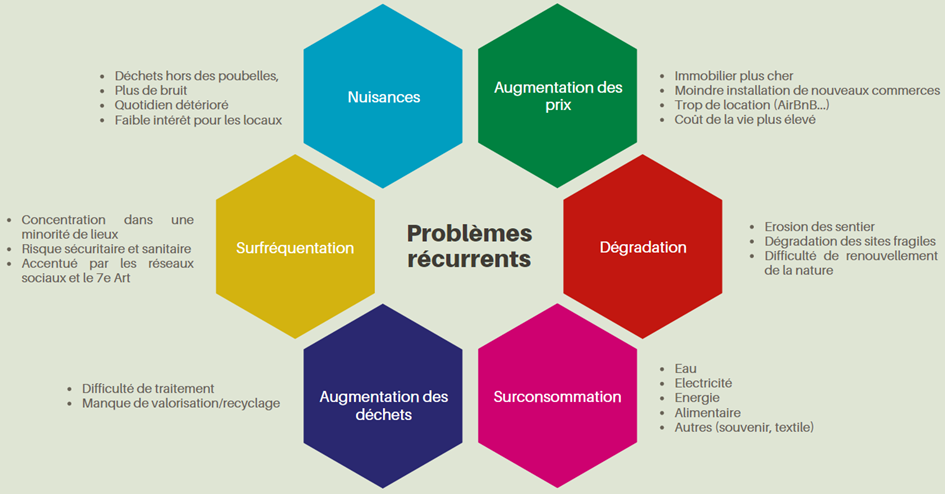 Nuisances
• Déchets hors des poubelles,
• Plus de bruit
• Quotidien détérioré
• Faible intérêt pour les locaux
Augmentation des
prix
• Immobilier plus cher
• Moindre installation de nouveaux commerces
• Trop de location (AirBnB...)
• Coût de la vie plus élevé
Surfréquentation
• Concentration dans une
minorité de lieux
• Risque sécuritaire et sanitaire
• Accentué par les réseaux
sociaux et le 7e Art
Problèmes
récurrents
Dégradation
• Erosion des sentier
• Dégradation des sites fragiles
• Difficulté de renouvellement
de la nature
Augmentation des
déchets
• Difficulté de traitement
• Manque de valorisation/recyclage
Surconsommation
• Eau
• Electricité
• Energie
• Alimentaire
• Autres (souvenir, textile)